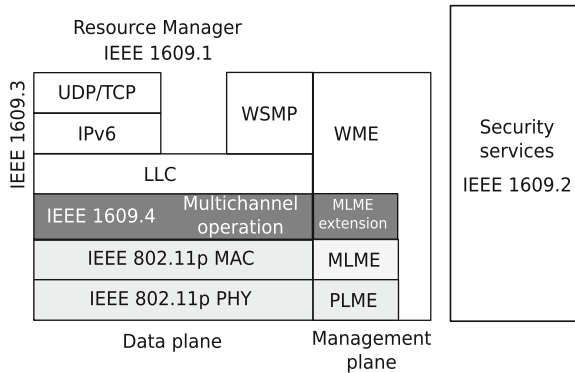 Resource Manager
IEEE 1609.1
IEEE 1609.3
UDP/TCP
IPv6
WSMP
WME
LLC
IEEE 1609.4
Multichannel
operation
MLME
extension
IEEE 802.11p MAC
MLME
IEEE 802.11p PHY
PLME
Data plane
Management
plane
Security
services
IEEE 1609.2